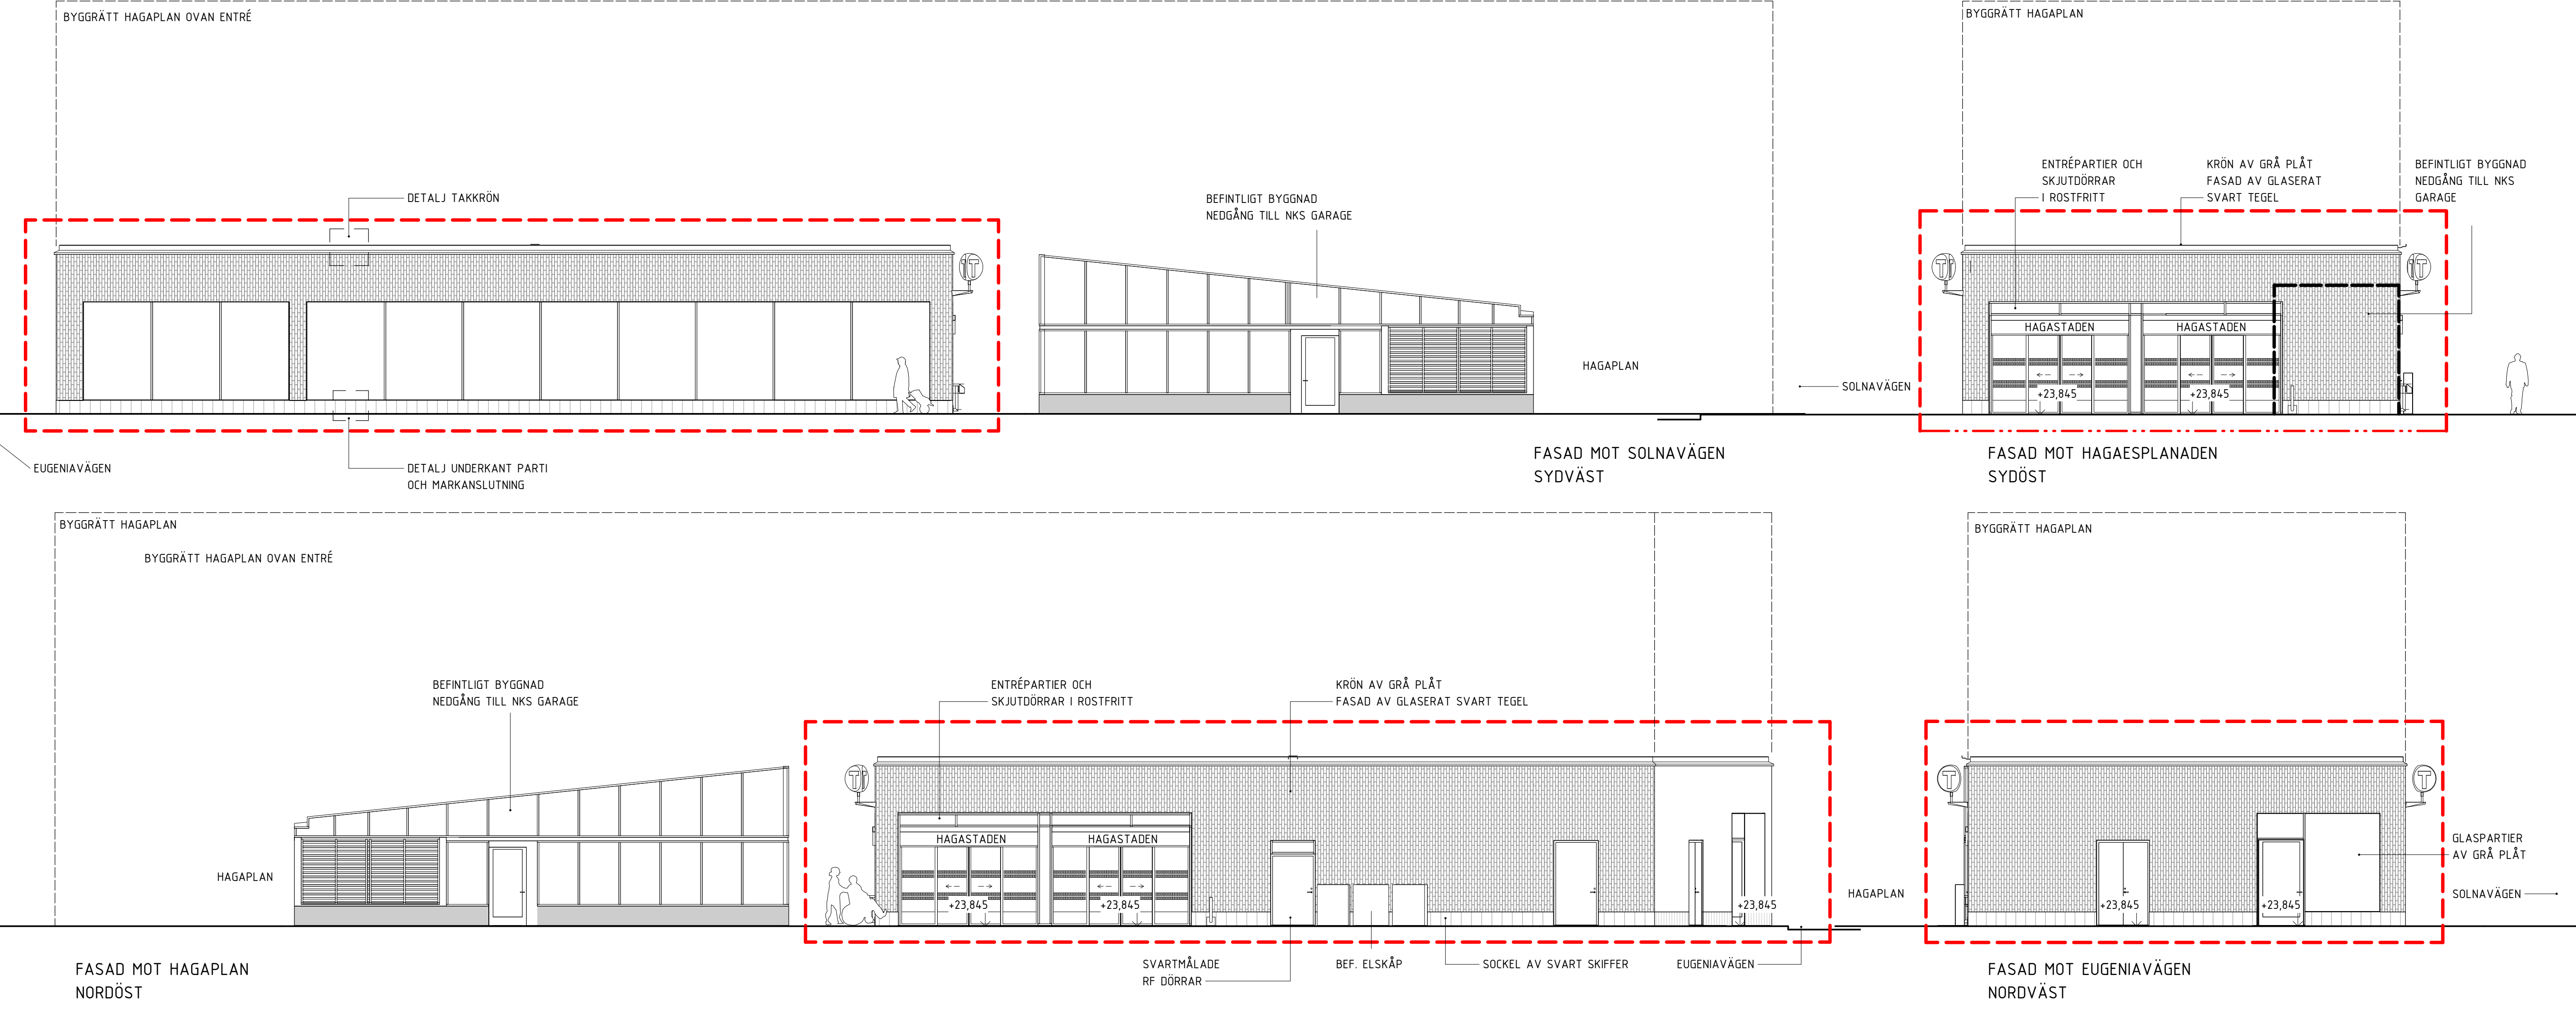 BYGGRÄTT HAGAPLAN OVAN ENTRÉ
DETALJ TAKKRÖN
BEFINTLIGT BYGGNAD
NEDGÅNG TILL NKS GARAGE
HAGAPLAN
SOLNAVÄGEN
EUGENIAVÄGEN
DETALJ UNDERKANT PARTI
OCH MARKANSLUTNING
FASAD MOT SOLNAVÄGEN
SYDVÄST
BYGGRÄTT HAGAPLAN
ENTRÉPARTIER OCH
SKJUTDÖRRAR
I ROSTFRITT
KRÖN AV GRÅ PLÅT
FASAD AV GLASERAT
SVART TEGEL
BEFINTLIGT BYGGNAD
NEDGÅNG TILL NKS
GARAGE
T
T
HAGASTADEN
HAGASTADEN
+23,845
+23,845
FASAD MOT HAGAESPLANADEN
SYDÖST
BYGGRÄTT HAGAPLAN
BYGGRÄTT HAGAPLAN OVAN ENTRÉ
BEFINTLIGT BYGGNAD
NEDGÅNG TILL NKS GARAGE
ENTRÉPARTIER OCH
SKJUTDÖRRAR I ROSTFRITT
KRÖN AV GRÅ PLÅT
FASAD AV GLASERAT SVART TEGEL
T
HAGASTADEN
HAGASTADEN
HAGAPLAN
+23,845
+23,845
+23,845
HAGAPLAN
SVARTMÅLADE
RF DÖRRAR
BEF. ELSKÅP
SOCKEL AV SVART SKIFFER
EUGENIAVÄGEN
FASAD MOT HAGAPLAN
NORDÖST
BYGGRÄTT HAGAPLAN
T
T
GLASPARTIER
AV GRÅ PLÅT
+23,845
+23,845
SOLNAVÄGEN
FASAD MOT EUGENIAVÄGEN
NORDVÄST